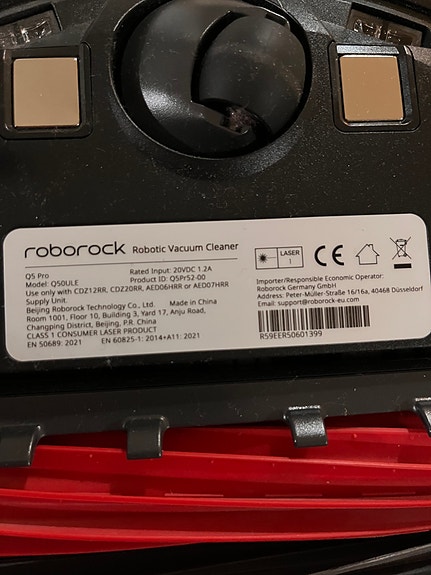 roborock Robotic Vacuum Cleaner
Q5 Pro
Rated Input: 20VDC 1.2A
Model: Q50ULE
Product ID: Q5Pr52-00
Use only with CDZ12RR, CDZ20RR, AED06HRR or AED07HRR
Supply Unit.
Beijing Roborock Technology Co., Ltd. Made in China
Room 1001, Floor 10, Building 3, Yard 17, Anju Road,
Changping District, Beijing, P.R. China
CLASS 1 CONSUMER LASER PRODUCT
EN 50689: 2021 EN 60825-1: 2014+A11: 2021
LASER
1
CE
Importer/Responsible Economic Operator:
Roborock Germany GmbH
Address: Peter-Müller-Straße 16/16a, 40468 Düsseldorf
Email: support@roborock-eu.com
R59EER50601399